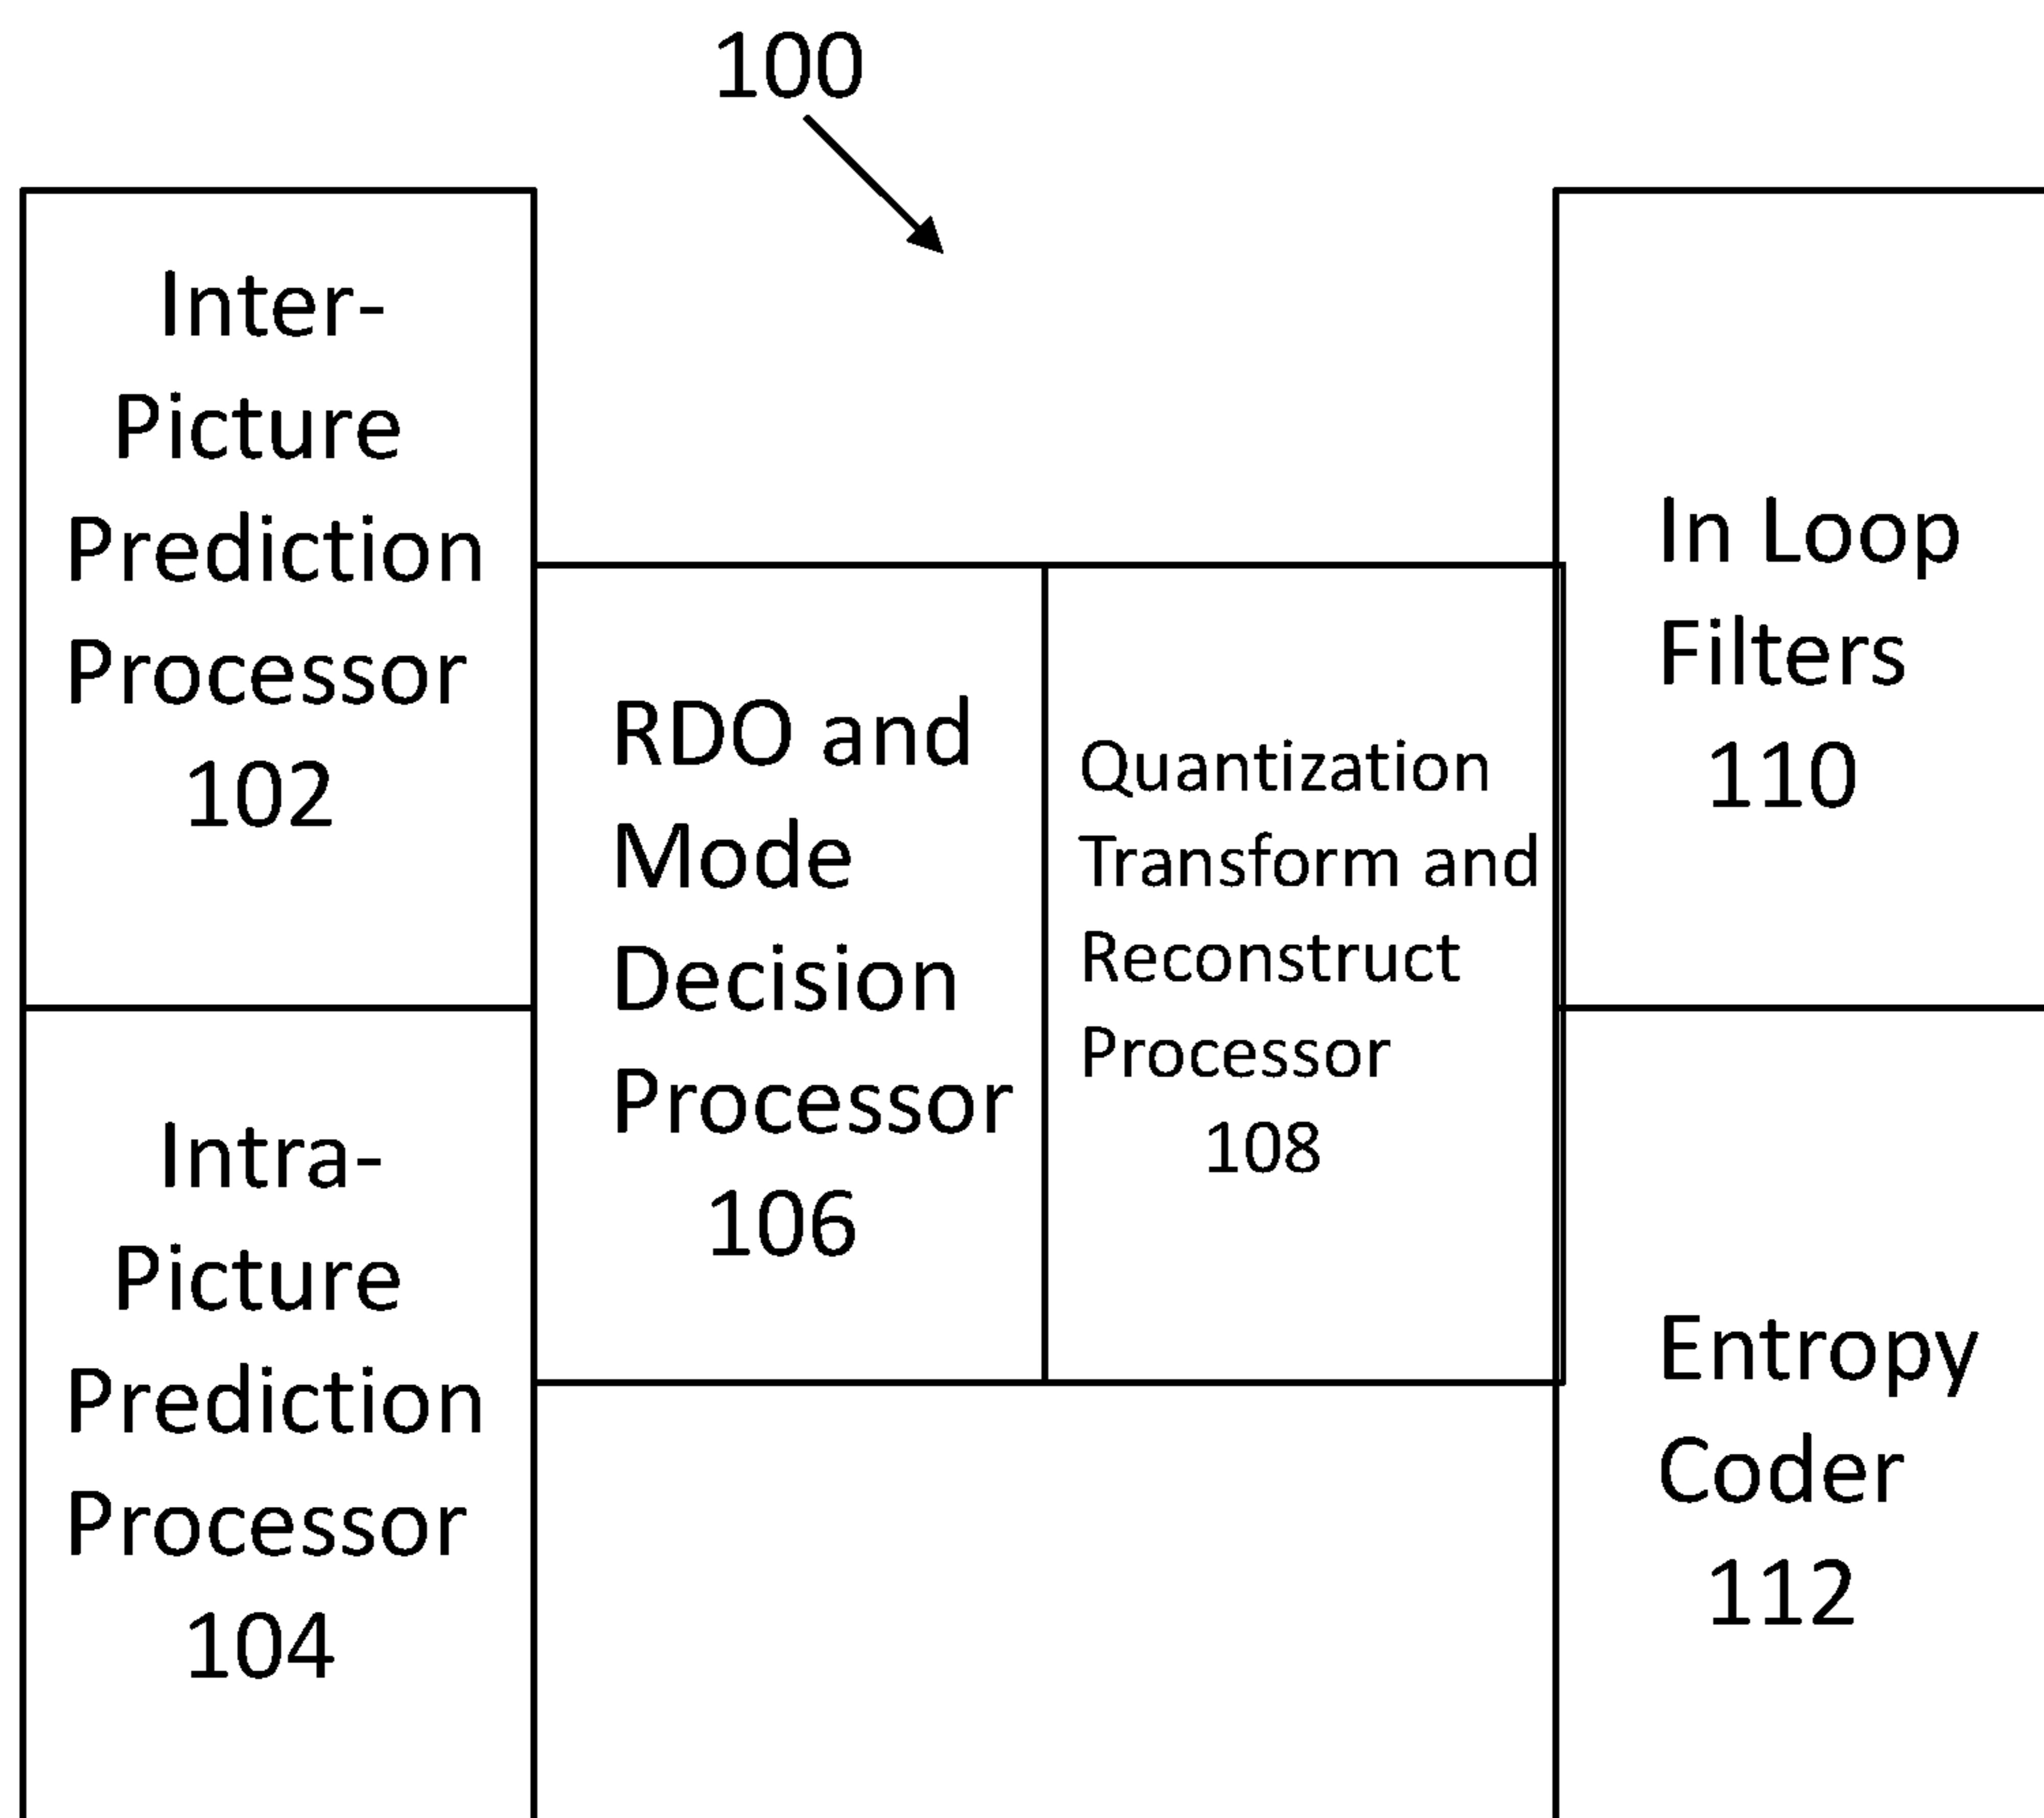 100
Inter-
Picture
Prediction
Processor
102
Intra-
Picture
Prediction
Processor
104
RDO and
Mode
Decision
Processor
106
Quantization
Transform and
Reconstruct
Processor
108
In Loop
Filters
110
Entropy
Coder
112